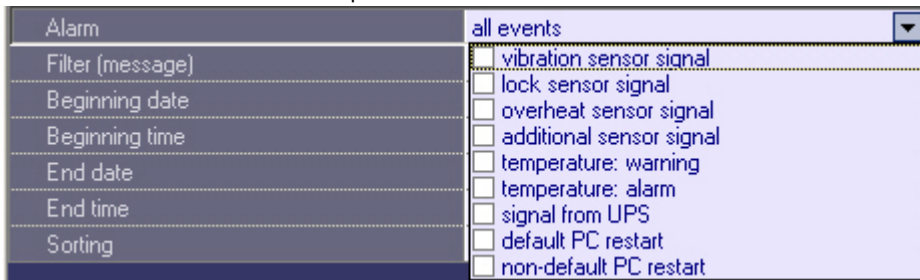 Alarm
all events
Filter (message)
Beginning date
Beginning time
End date
End time
Sorting
vibration sensor signal
lock sensor signal
overheat sensor signal
additional sensor signal
temperature: warning
temperature: alarm
signal from UPS
default PC restart
non-default PC restart